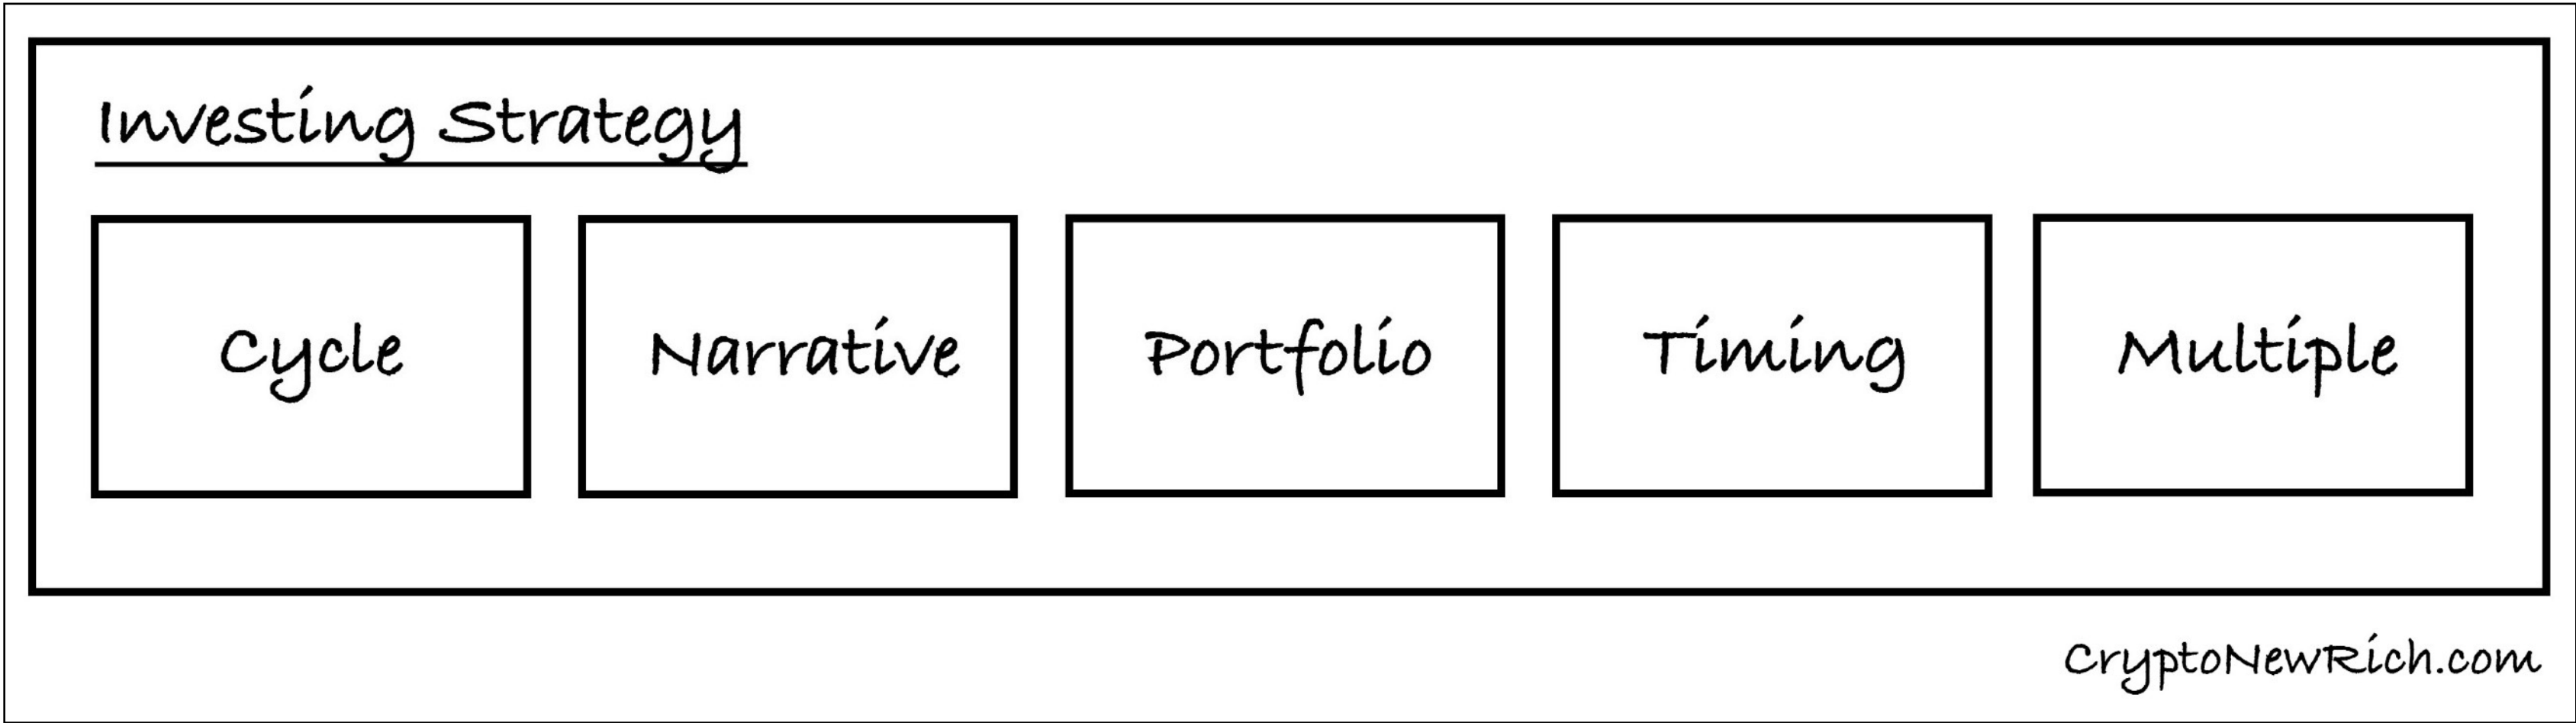 Investing Strategy
Cycle
Narrative
Portfolio
Timing
Multiple
CryptoNewRich.com